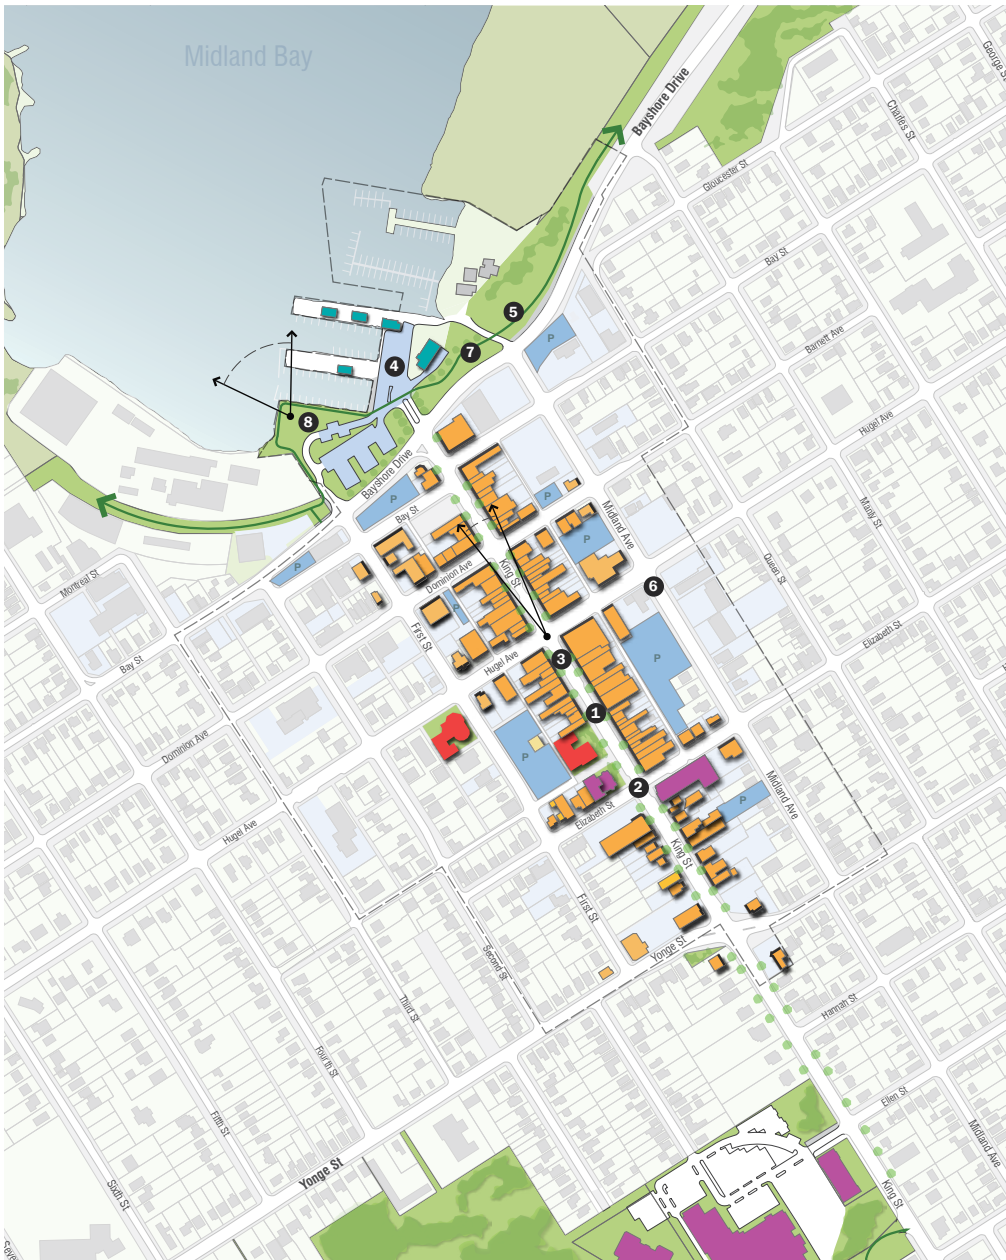 Midland Bay
Bayshore Drive
George S
Charles St
Gloucester St
Bay St
Barnett Ave
Hugel Ave
Manly St
Queen St
Elizabeth St
5
7
4
8
P
Bayshore Drive
P
Bay St
P
P
Midland Ave
King St
Dominion Ave
P
P
6
First St
Hugel Ave
3
P
1
P
2
P
Elizabeth St
Midland Ave
King St
First St
Yonge St
Montreal St
Bay St
Dominion Ave
Hugel Ave
Second St
Third St
Fourth St
Fifth St
Sixth St
Seve
Yonge St
Hannah St
Ellen St
Midland Ave
King St